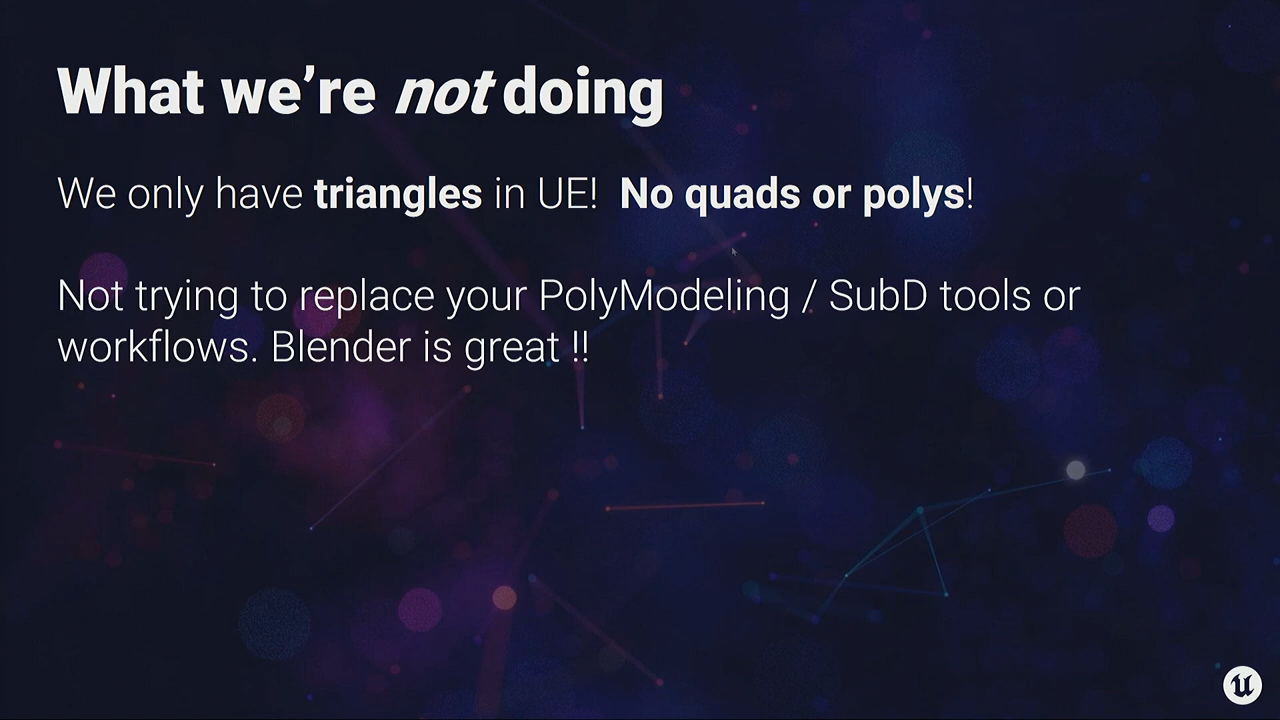 What we’re not doing
We only have triangles in UE!  No quads or polys!
Not trying to replace your PolyModeling / SubD tools or
workflows. Blender is great !!